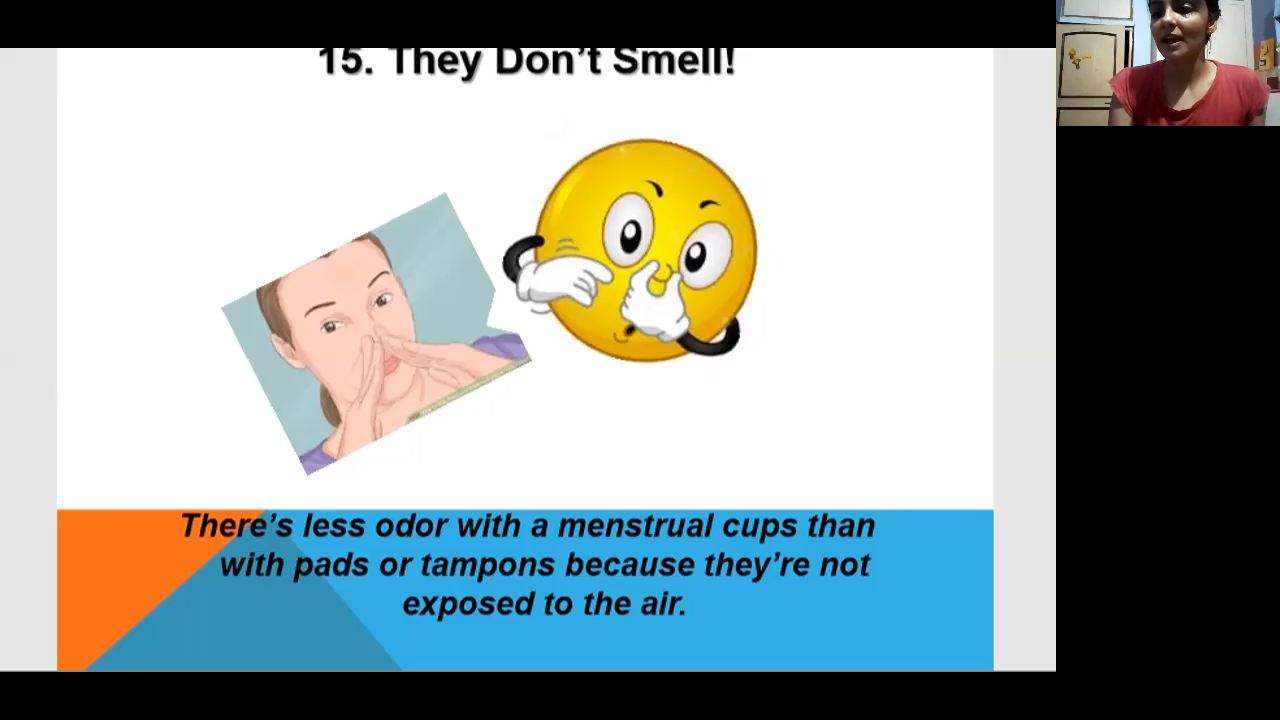 15. They Don't Smell!
There's less odor with a menstrual cups than
with pads or tampons because they're not
exposed to the air.